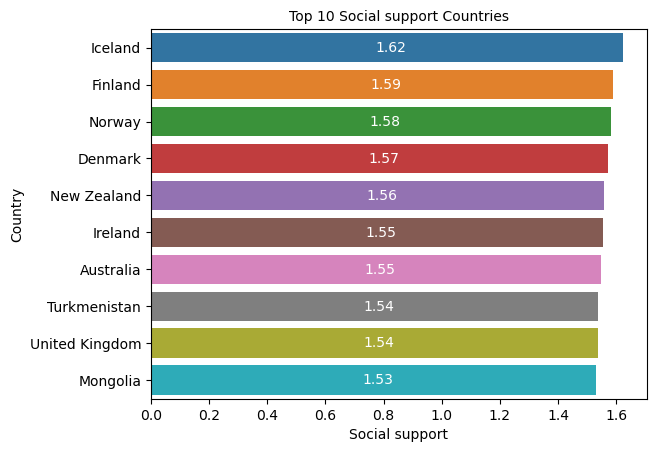 Top 10 Social support Countries
Iceland 1.62
Finland 1.59
Norway 1.58
Denmark 1.57
New Zealand 1.56
Ireland 1.55
Australia 1.55
Turkmenistan 1.54
United Kingdom 1.54
Mongolia 1.53
Country
0.0 0.2 0.4 0.6 0.8 1.0 1.2 1.4 1.6
Social support